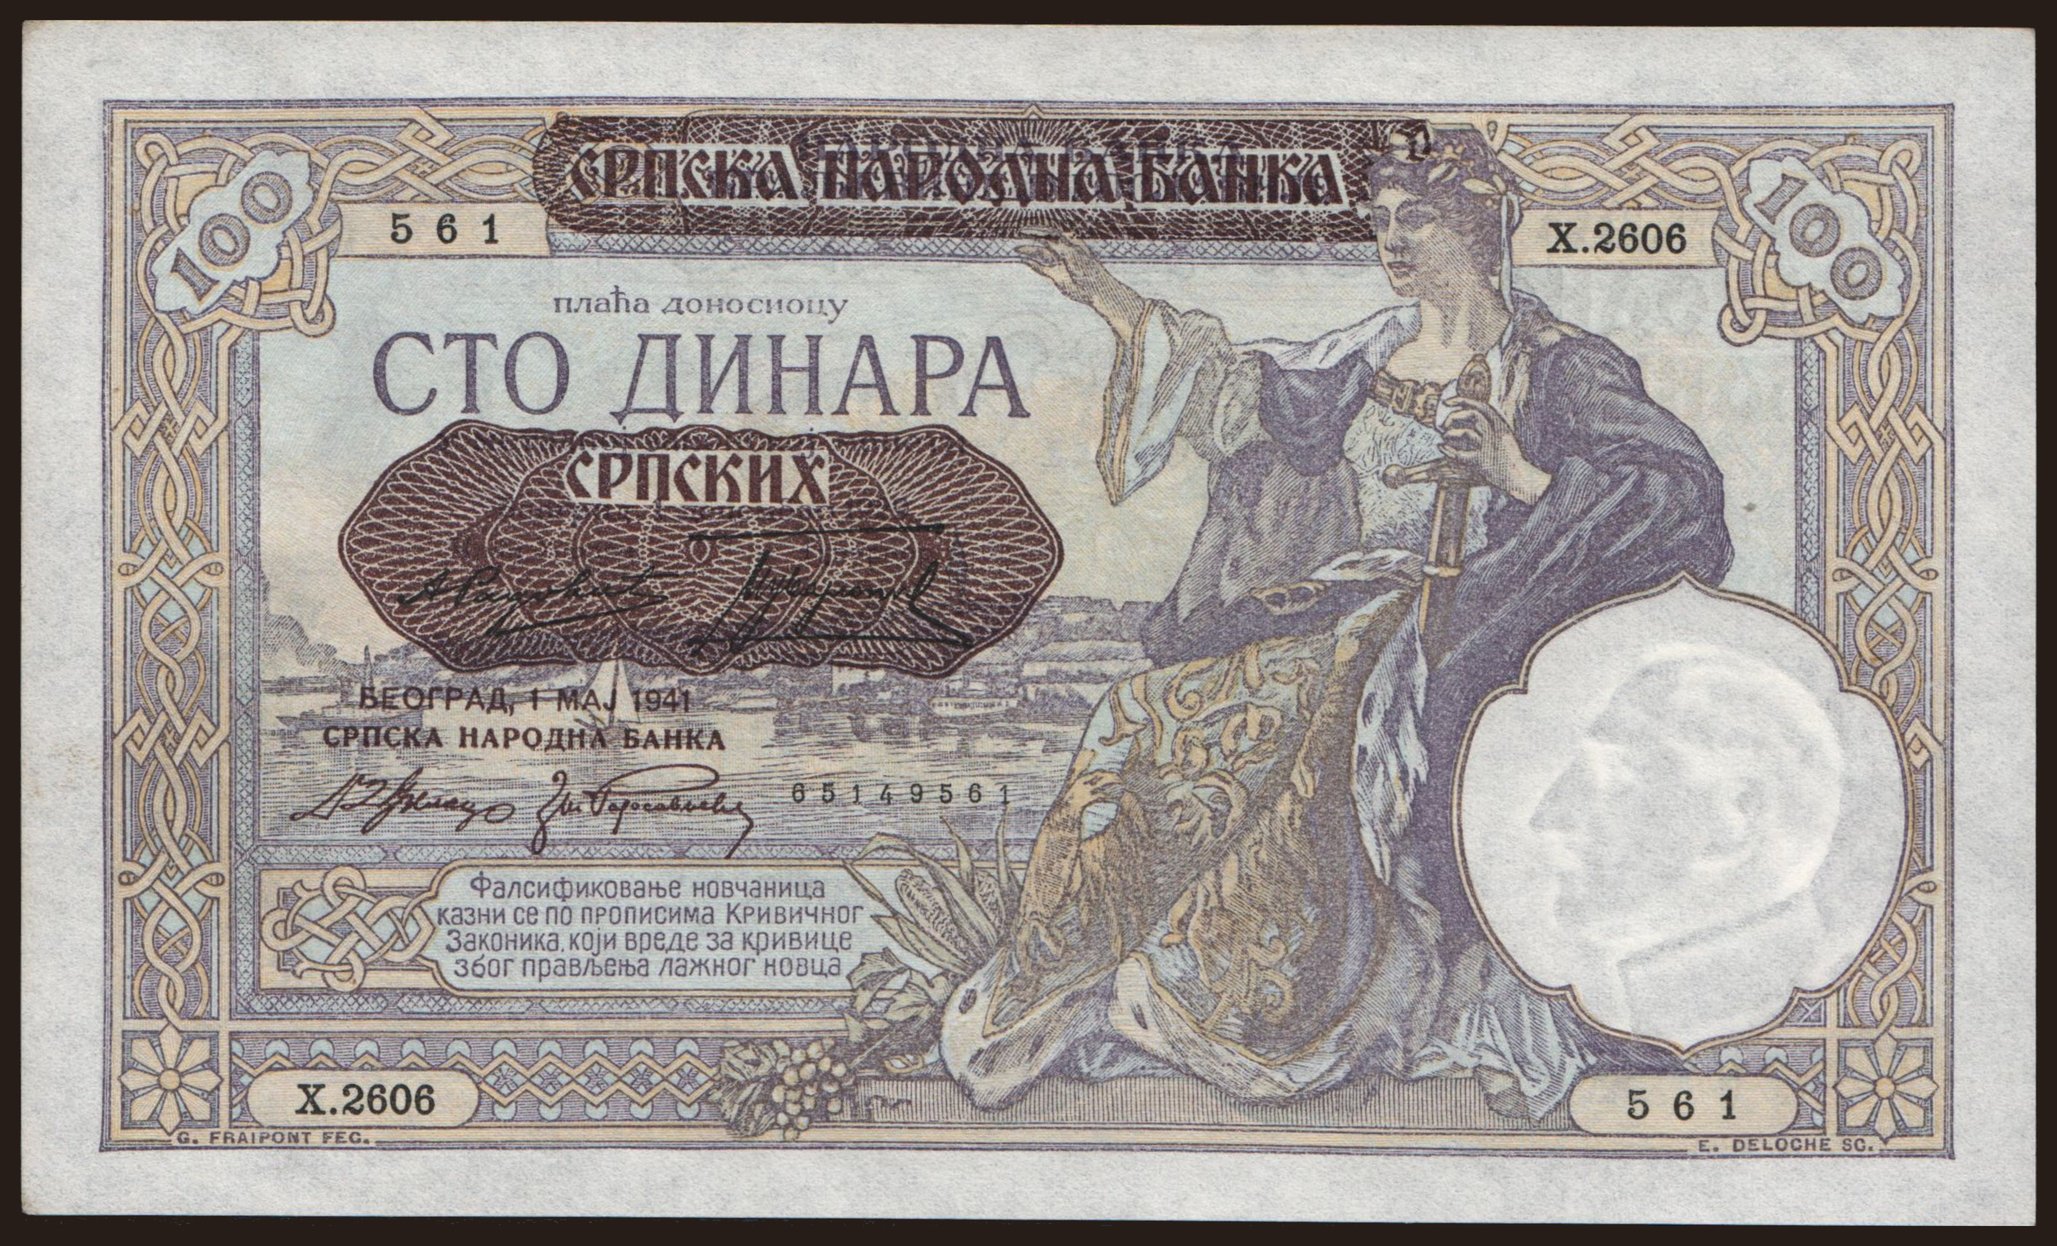 СРПСКА НАРОДНА БАНКА
100
561
X.2606
100
плаћа доносиоцу
СТО ДИНАРА
СРПСКИХ
БЕОГРАД, 1 МАЈ 1941
СРПСКА НАРОДНА БАНКА
65149561
Фалсификовање новчаница
казни се по прописима Кривичног
Законика, који вреде за кривице
због прављења лажног новца
X.2606
561
G. FRAIPONT FEC.
E. DELOCHE SC.